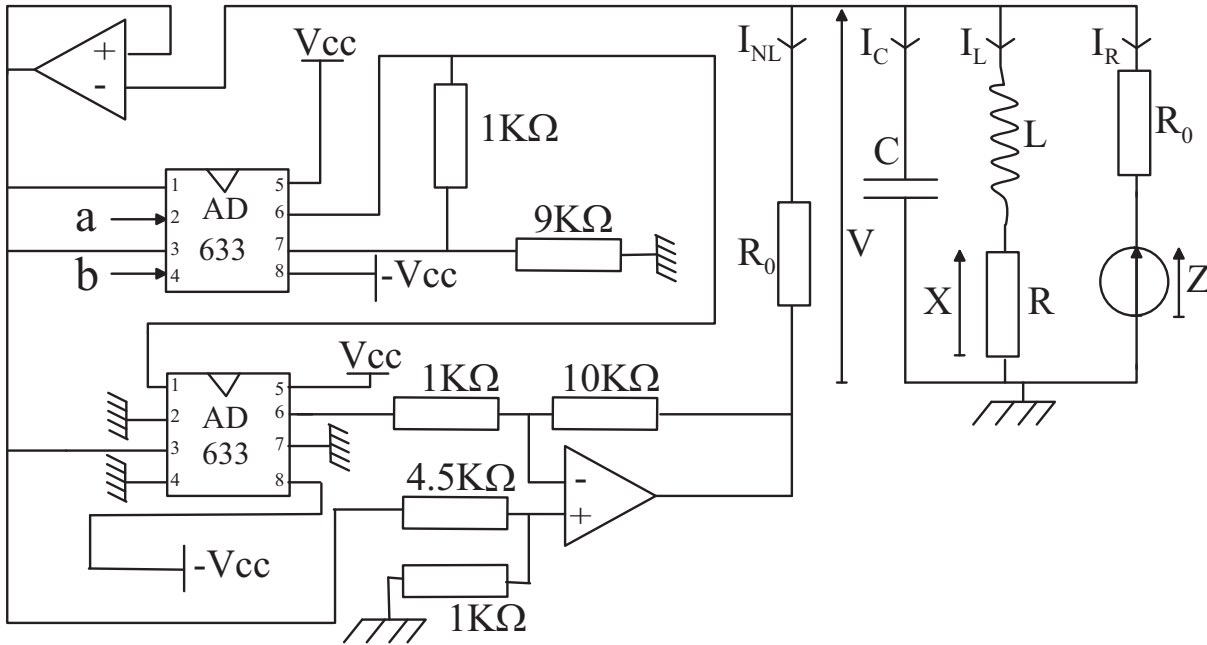 +
-
Vcc
1KΩ
I_NL
I_C
I_L
I_R
R_0
L
C
1
2
3
4
AD
633
5
6
7
8
a
b
9KΩ
-Vcc
R_0
V
X
R
Z
1
2
3
4
AD
633
5
6
7
8
Vcc
1KΩ
10KΩ
4.5KΩ
-
+
-Vcc
1KΩ